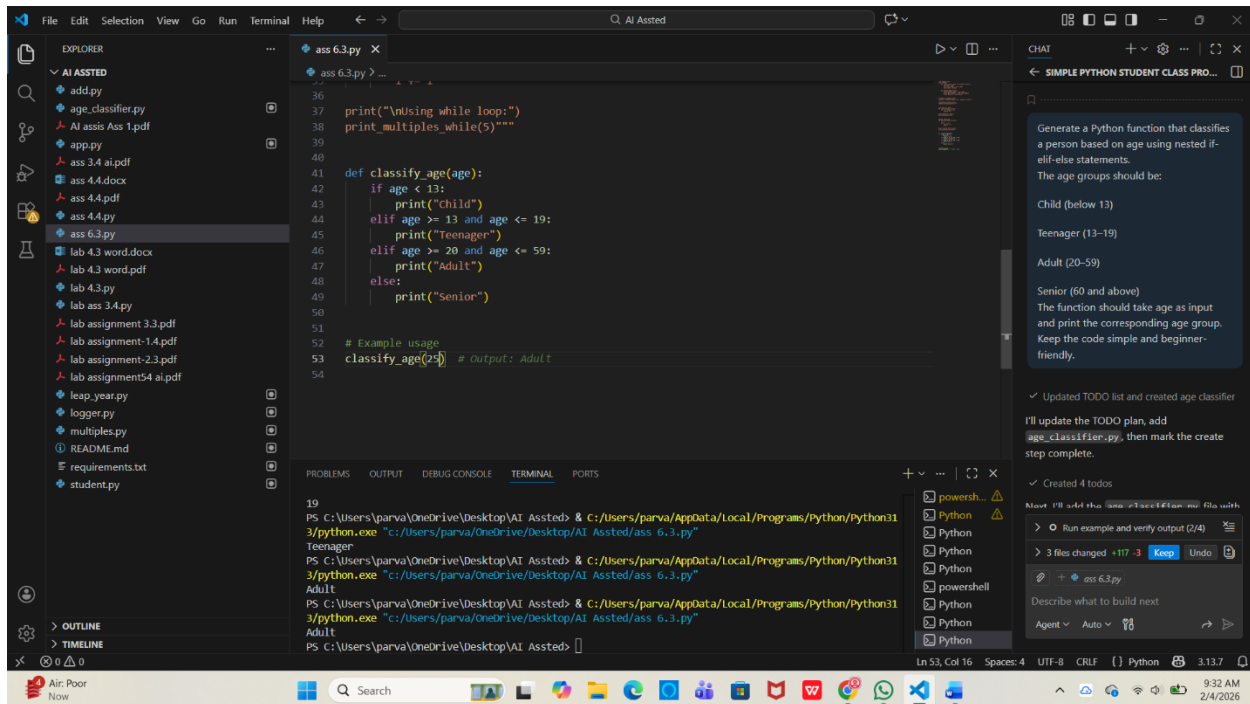 File Edit Selection View Go Run Terminal Help
AI Assted
EXPLORER
AI ASSTED
add.py
age_classifier.py
AI assis Ass 1.pdf
app.py
ass 3.4 ai.pdf
ass 4.4.docx
ass 4.4.pdf
ass 4.4.py
ass 6.3.py
lab 4.3 word.docx
lab 4.3 word.pdf
lab 4.3.py
lab ass 3.4.py
lab assignment 3.3.pdf
lab assignment-1.4.pdf
lab assignment-2.3.pdf
lab assignment54 ai.pdf
leap_year.py
logger.py
multiples.py
README.md
requirements.txt
student.py
OUTLINE
TIMELINE
ass 6.3.py
ass 6.3.py > ...
36
37 print("\nUsing while loop:")
38 print_multiples_while(5)"""
39
40
41 def classify_age(age):
42 if age < 13:
43 print("Child")
44 elif age >= 13 and age <= 19:
45 print("Teenager")
46 elif age >= 20 and age <= 59:
47 print("Adult")
48 else:
49 print("Senior")
50
51
52 # Example usage
53 classify_age(25) # Output: Adult
54
PROBLEMS OUTPUT DEBUG CONSOLE TERMINAL PORTS
19
PS C:\Users\parva\OneDrive\Desktop\AI Assted> & C:/Users/parva/AppData/Local/Programs/Python/Python31
3/python.exe "c:/Users/parva/OneDrive/Desktop/AI Assted/ass 6.3.py"
Teenager
PS C:\Users\parva\OneDrive\Desktop\AI Assted> & C:/Users/parva/AppData/Local/Programs/Python/Python31
3/python.exe "c:/Users/parva/OneDrive/Desktop/AI Assted/ass 6.3.py"
Adult
PS C:\Users\parva\OneDrive\Desktop\AI Assted> & C:/Users/parva/AppData/Local/Programs/Python/Python31
3/python.exe "c:/Users/parva/OneDrive/Desktop/AI Assted/ass 6.3.py"
Adult
PS C:\Users\parva\OneDrive\Desktop\AI Assted>
powersh...
Python
Python
Python
Python
powershell
Python
Python
Python
CHAT
SIMPLE PYTHON STUDENT CLASS PRO...
Generate a Python function that classifies
a person based on age using nested if-
elif-else statements.
The age groups should be:
Child (below 13)
Teenager (13–19)
Adult (20–59)
Senior (60 and above)
The function should take age as input
and print the corresponding age group.
Keep the code simple and beginner-
friendly.
Updated TODO list and created age classifier
I'll update the TODO plan, add
age_classifier.py, then mark the create
step complete.
Created 4 todos
Next, I'll add the age_classifier.py file with
Run example and verify output (2/4)
3 files changed +117 -3 Keep Undo
ass 6.3.py
Describe what to build next
Agent Auto
0 0
Ln 53, Col 16 Spaces: 4 UTF-8 CRLF {} Python 3.13.7
Air: Poor
Now
Search
9:32 AM
2/4/2026